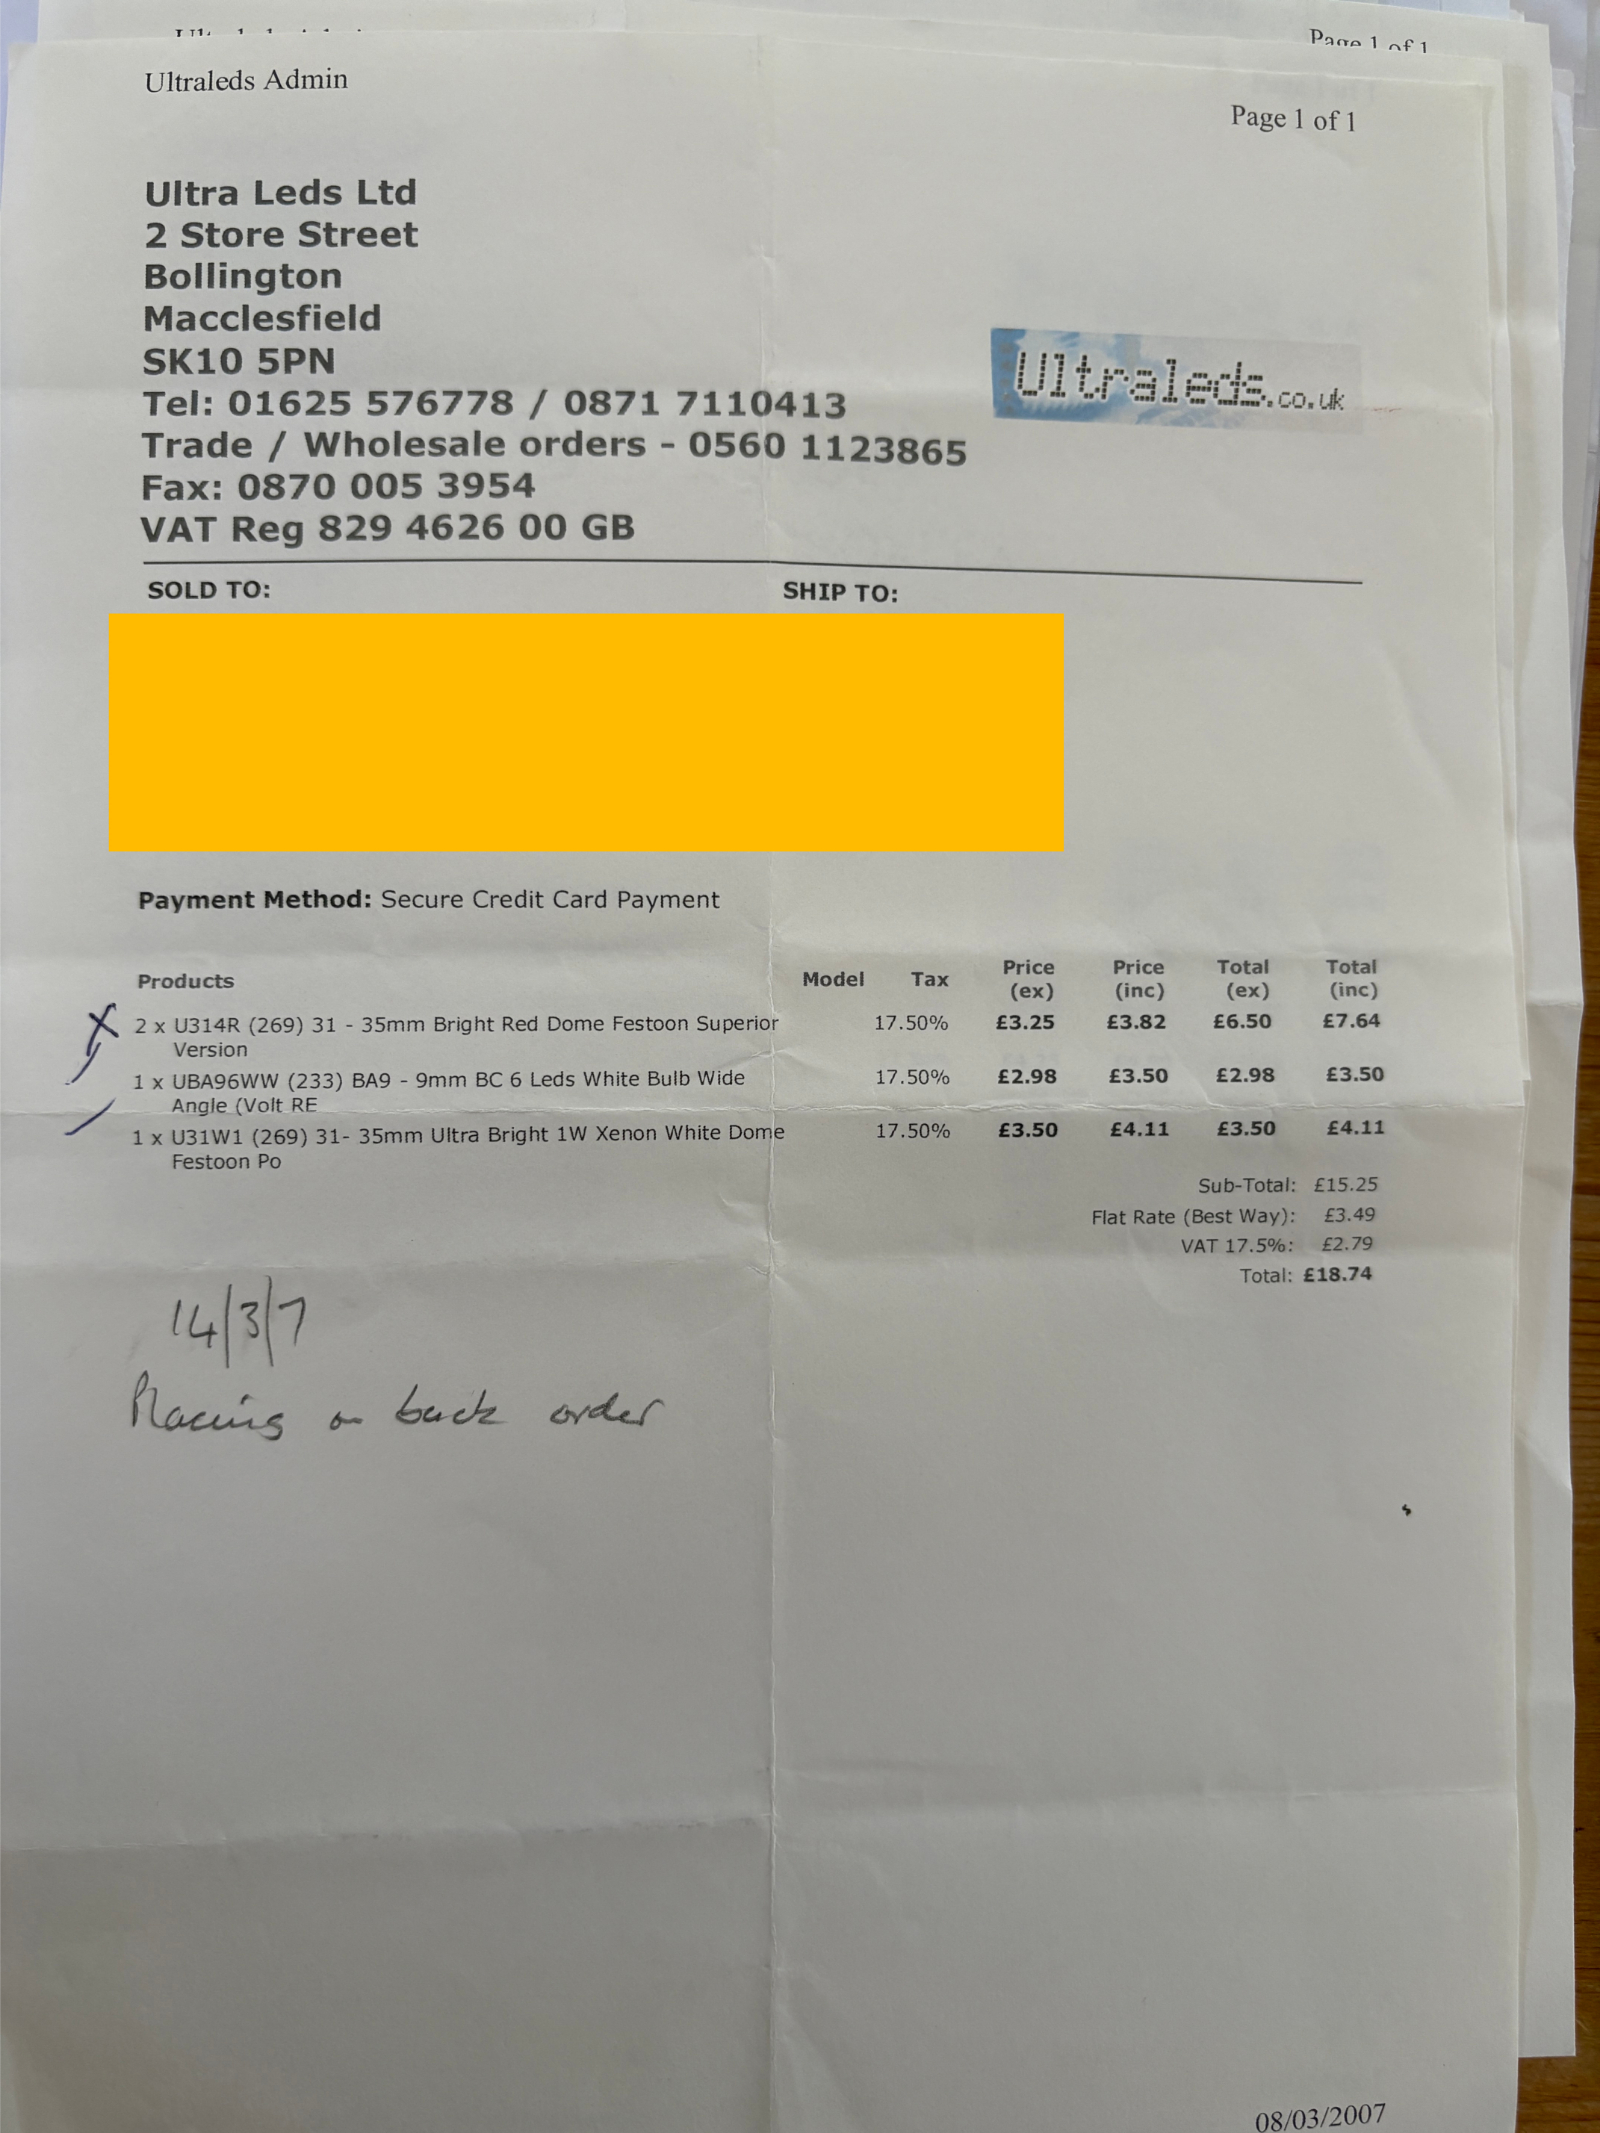 Page 1 of 1
Ultraleds Admin
Page 1 of 1
Ultra Leds Ltd
2 Store Street
Bollington
Macclesfield
SK10 5PN
Tel: 01625 576778 / 0871 7110413
Trade / Wholesale orders - 0560 1123865
Fax: 0870 005 3954
VAT Reg 829 4626 00 GB
Ultraleds.co.uk
SOLD TO: SHIP TO:
Payment Method: Secure Credit Card Payment
Products Model Tax Price (ex) Price (inc) Total (ex) Total (inc)
2 x U314R (269) 31 - 35mm Bright Red Dome Festoon Superior 17.50% £3.25 £3.82 £6.50 £7.64
Version
1 x UBA96WW (233) BA9 - 9mm BC 6 Leds White Bulb Wide 17.50% £2.98 £3.50 £2.98 £3.50
Angle (Volt RE
1 x U31W1 (269) 31- 35mm Ultra Bright 1W Xenon White Dome 17.50% £3.50 £4.11 £3.50 £4.11
Festoon Po
Sub-Total: £15.25
Flat Rate (Best Way): £3.49
VAT 17.5%: £2.79
Total: £18.74
14/3/7
Placing on back order
08/03/2007